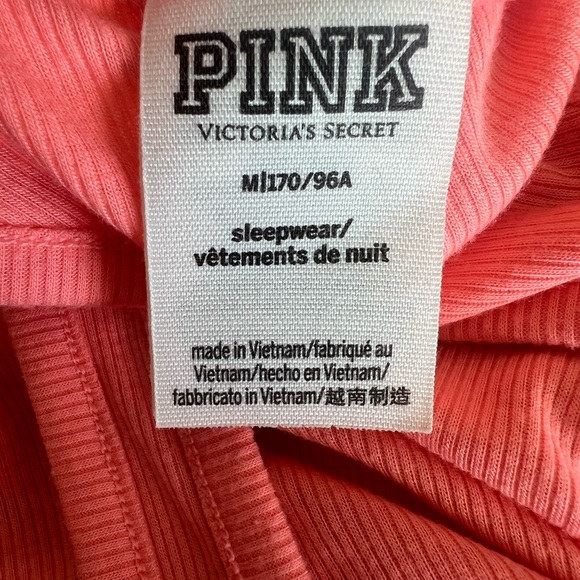 PINK
VICTORIA'S SECRET
M|170/96A
sleepwear/
vêtements de nuit
made in Vietnam/fabriqué au
Vietnam/hecho en Vietnam/
fabbricato in Vietnam/越南制造